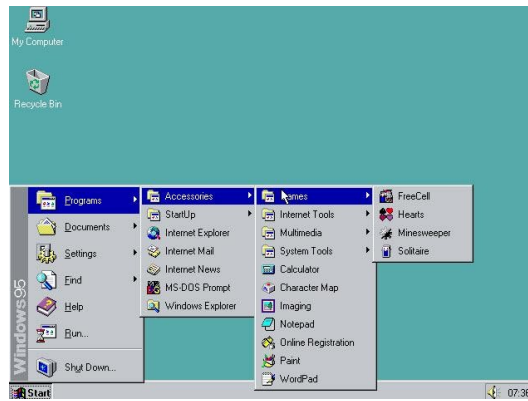 My Computer
Recycle Bin
Windows95
Programs
Documents
Settings
Find
Help
Run...
Shut Down...
Accessories
StartUp
Internet Explorer
Internet Mail
Internet News
MS-DOS Prompt
Windows Explorer
Games
Internet Tools
Multimedia
System Tools
Calculator
Character Map
Imaging
Notepad
Online Registration
Paint
WordPad
FreeCell
Hearts
Minesweeper
Solitaire
Start